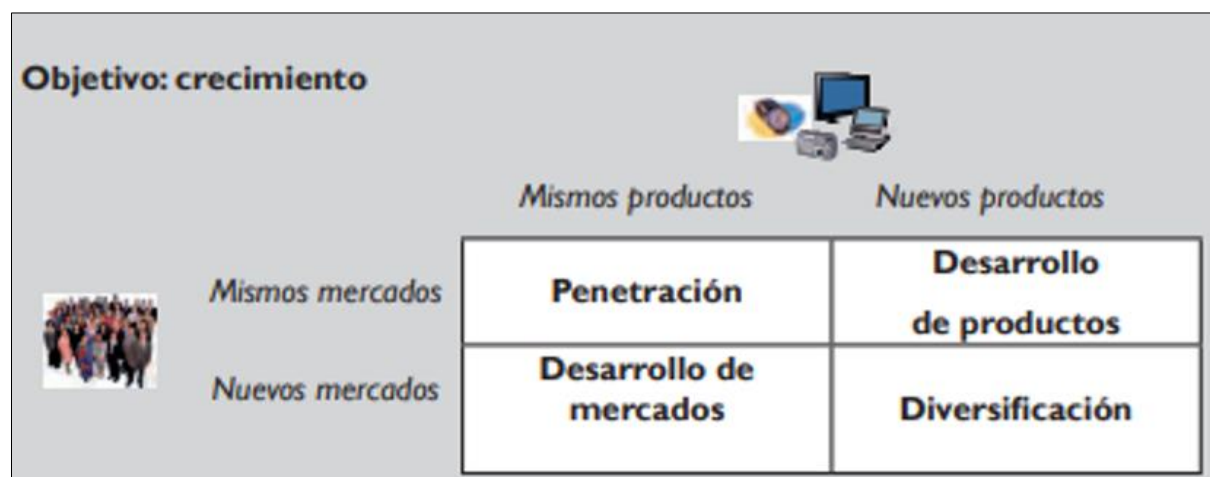 Objetivo: crecimiento
Mismos productos
Nuevos productos
Mismos mercados
Penetración
Desarrollo
de productos
Nuevos mercados
Desarrollo de
mercados
Diversificación